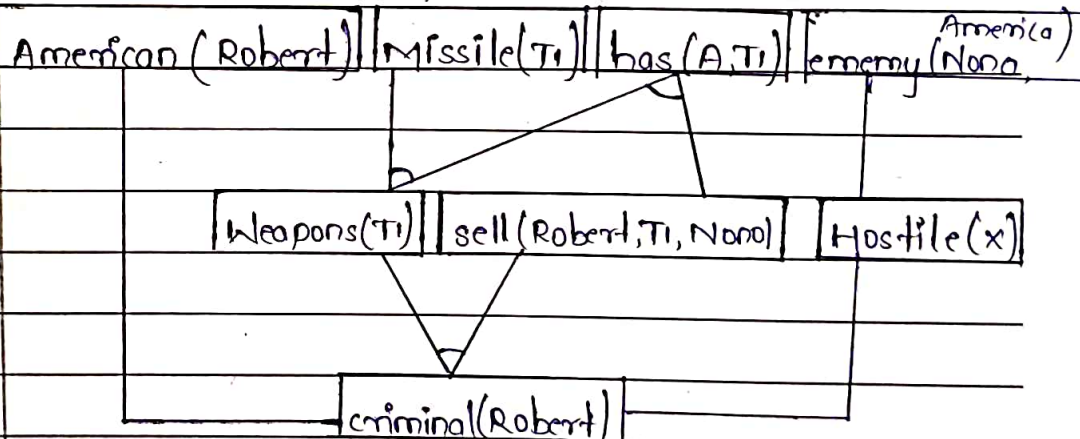 American (Robert) Missile(T1) has (A,T1) enemy (Nono, America)
Weapons(T1) sell (Robert, T1, Nono) Hostile(x)
criminal(Robert)